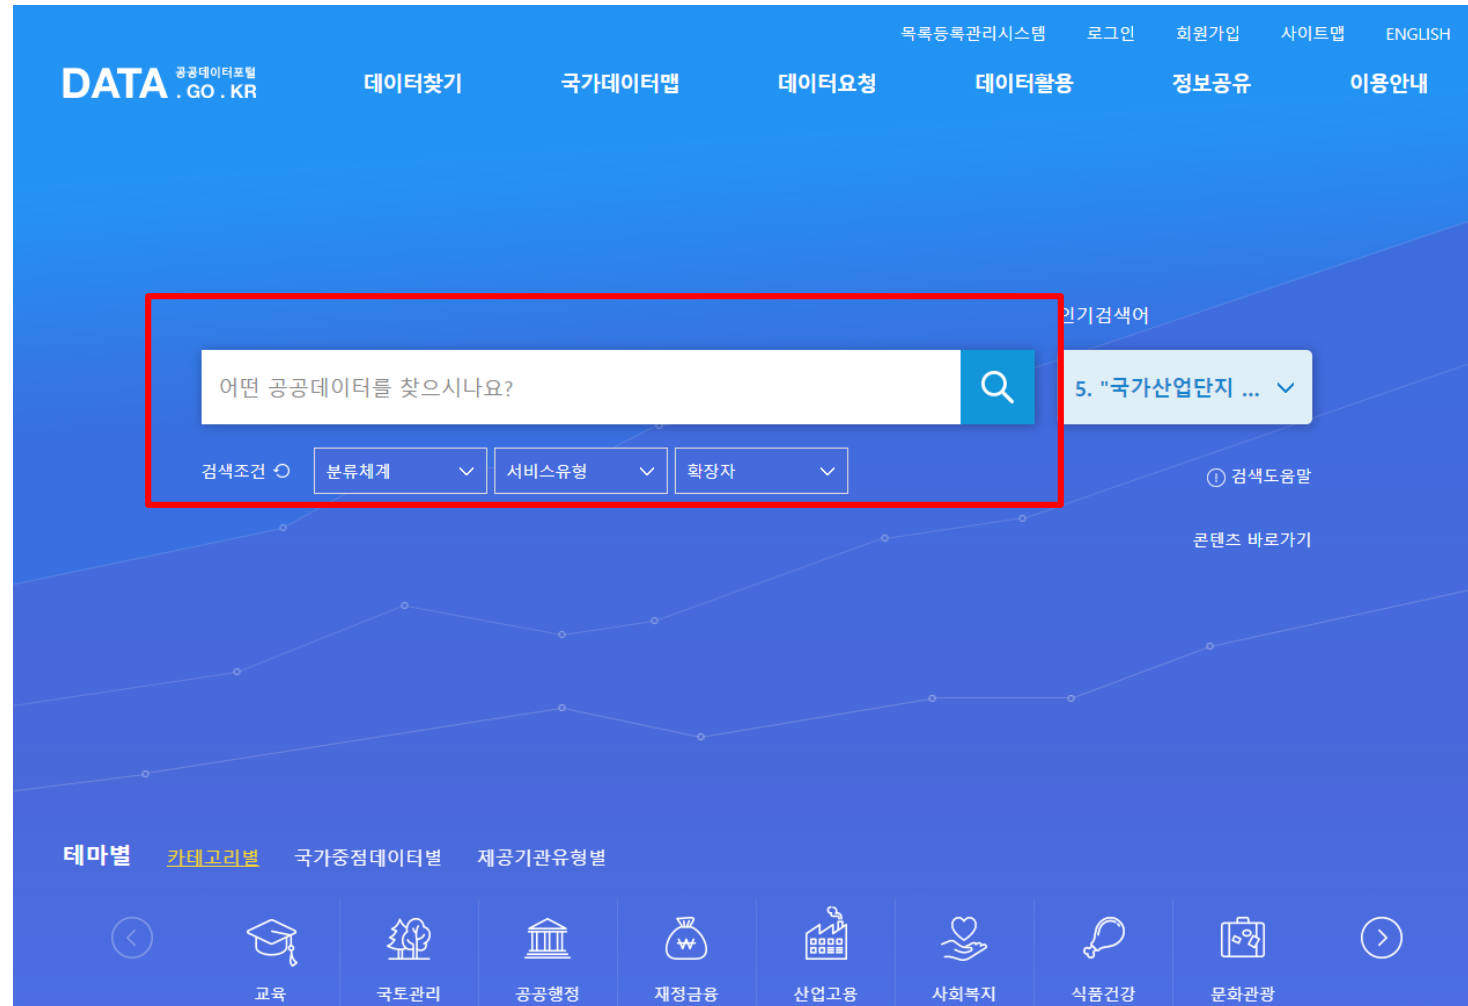 목록등록관리시스템 로그인 회원가입 사이트맵 ENGLISH
DATA 공공데이터포털 .GO.KR
데이터찾기 국가데이터맵 데이터요청 데이터활용 정보공유 이용안내
인기검색어
어떤 공공데이터를 찾으시나요?
5. "국가산업단지 ...
검색조건 분류체계 서비스유형 확장자
검색도움말
콘텐츠 바로가기
테마별 카테고리별 국가중점데이터별 제공기관유형별
교육 국토관리 공공행정 재정금융 산업고용 사회복지 식품건강 문화관광